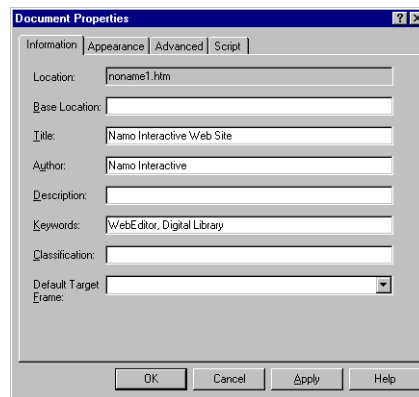 Document Properties
Information Appearance Advanced Script
Location: noname1.htm
Base Location:
Title: Namo Interactive Web Site
Author: Namo Interactive
Description:
Keywords: WebEditor, Digital Library
Classification:
Default Target
Frame:
OK Cancel Apply Help